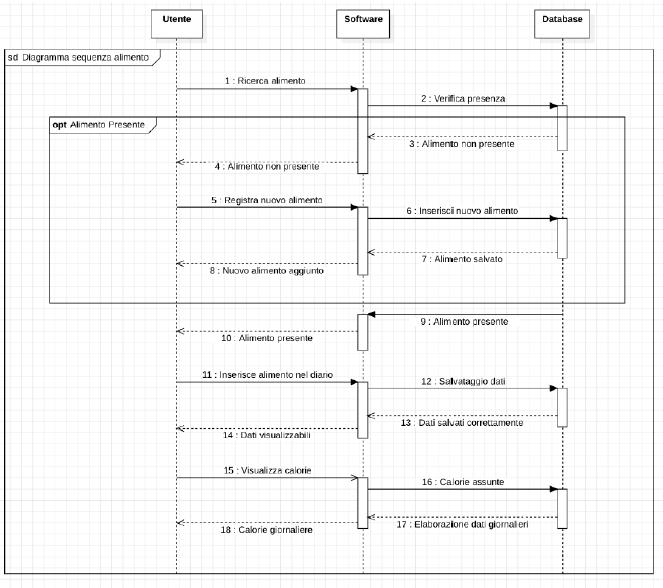 Utente
Software
Database
sd Diagramma sequenza alimento
1 : Ricerca alimento
2 : Verifica presenza
opt Alimento Presente
3 : Alimento non presente
4 : Alimento non presente
5 : Registra nuovo alimento
6 : Inseriscii nuovo alimento
7 : Alimento salvato
8 : Nuovo alimento aggiunto
9 : Alimento presente
10 : Alimento presente
11 : Inserisce alimento nel diario
12 : Salvataggio dati
13 : Dati salvati correttamente
14 : Dati visualizzabili
15 : Visualizza calorie
16 : Calorie assunte
17 : Elaborazione dati giornalieri
18 : Calorie giornaliere